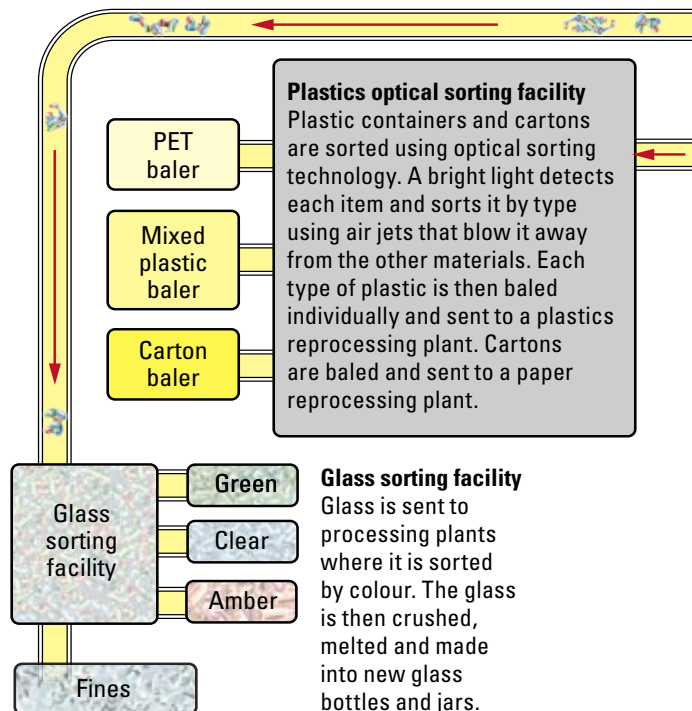 Plastics optical sorting facility
Plastic containers and cartons
are sorted using optical sorting
technology. A bright light detects
each item and sorts it by type
using air jets that blow it away
from the other materials. Each
type of plastic is then baled
individually and sent to a plastics
reprocessing plant. Cartons
are baled and sent to a paper
reprocessing plant.
PET
baler
Mixed
plastic
baler
Carton
baler
Glass
sorting
facility
Green
Clear
Amber
Fines
Glass sorting facility
Glass is sent to
processing plants
where it is sorted
by colour. The glass
is then crushed,
melted and made
into new glass
bottles and jars.